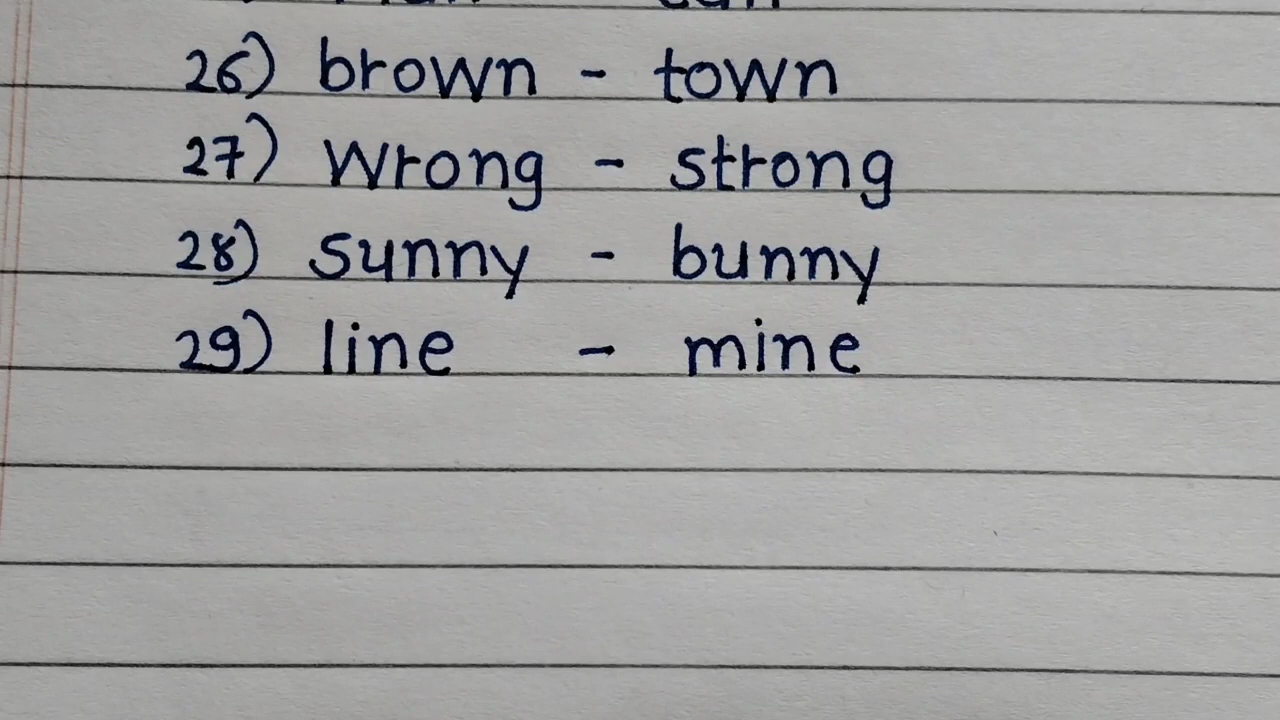 26) brown - town
27) wrong - strong
28) sunny - bunny
29) line - mine